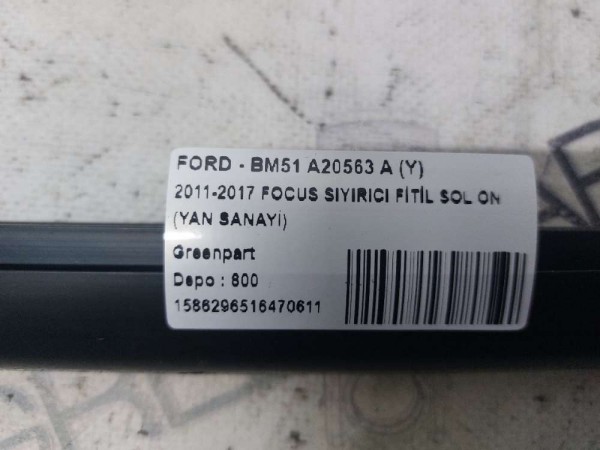 FORD - BM51 A20563 A (Y)
2011-2017 FOCUS SIYIRICI FİTİL SOL ON
(YAN SANAYİ)
Greenpart
Depo : 800
1586296516470611